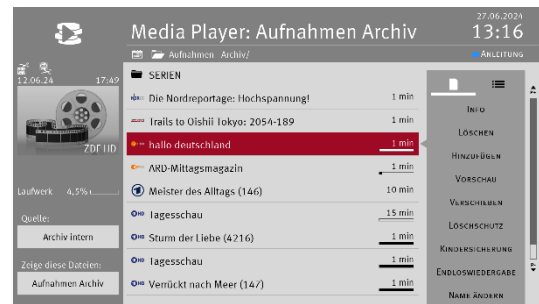 27.06.2024
Media Player: Aufnahmen Archiv
13:16
Aufnahmen Archiv/
ANLEITUNG
12.06.24 17:49
ZDF HD
Laufwerk 4,5%
Quelle:
Archiv intern
Zeige diese Dateien:
Aufnahmen Archiv
SERIEN
Die Nordreportage: Hochspannung! 1 min
Trails to Oishii Tokyo: 2054-189 1 min
hallo deutschland 1 min
ARD-Mittagsmagazin 1 min
Meister des Alltags (146) 10 min
Tagesschau 15 min
Sturm der Liebe (4216) 1 min
Tagesschau 1 min
Verrückt nach Meer (147) 1 min
INFO
LÖSCHEN
HINZUFÜGEN
VORSCHAU
VERSCHIEBEN
LÖSCHSCHUTZ
KINDERSICHERUNG
ENDLOSWIEDERGABE
NAME ÄNDERN